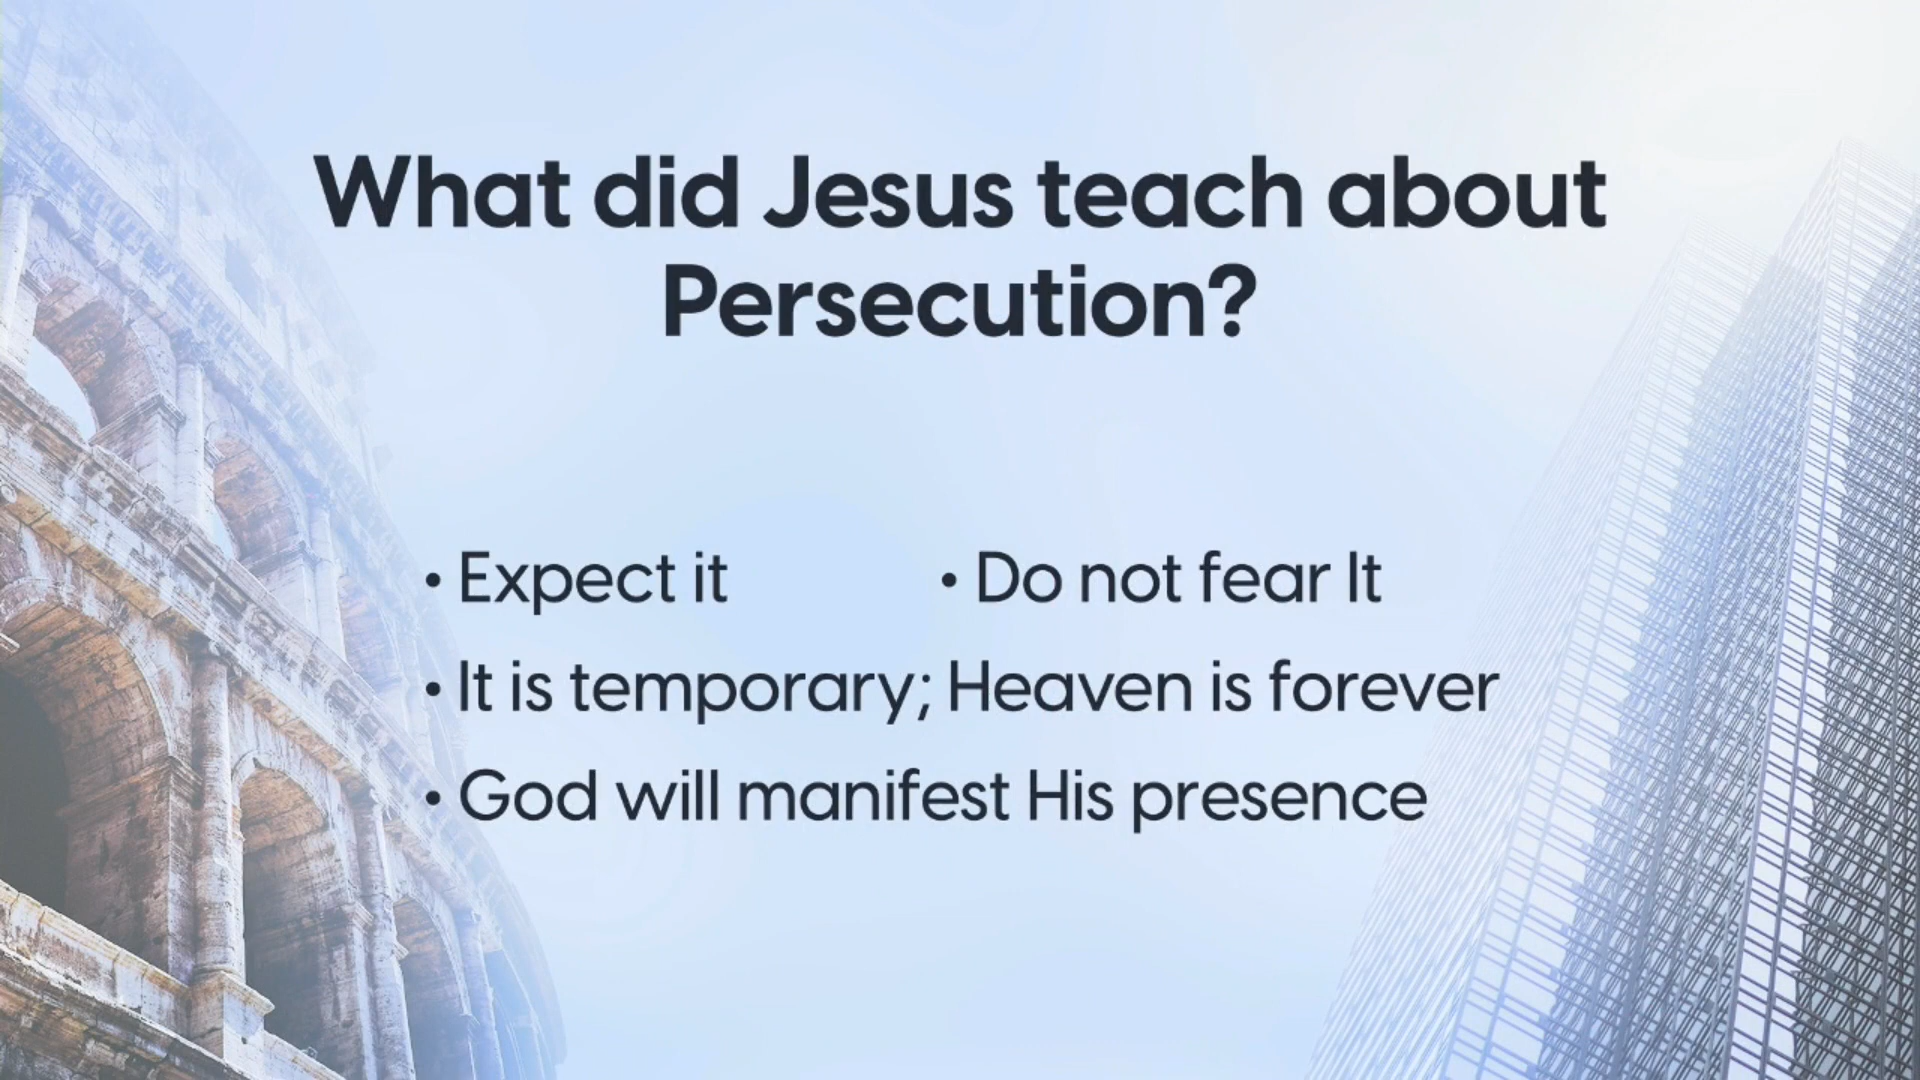 What did Jesus teach about
Persecution?
• Expect it • Do not fear It
• It is temporary; Heaven is forever
• God will manifest His presence